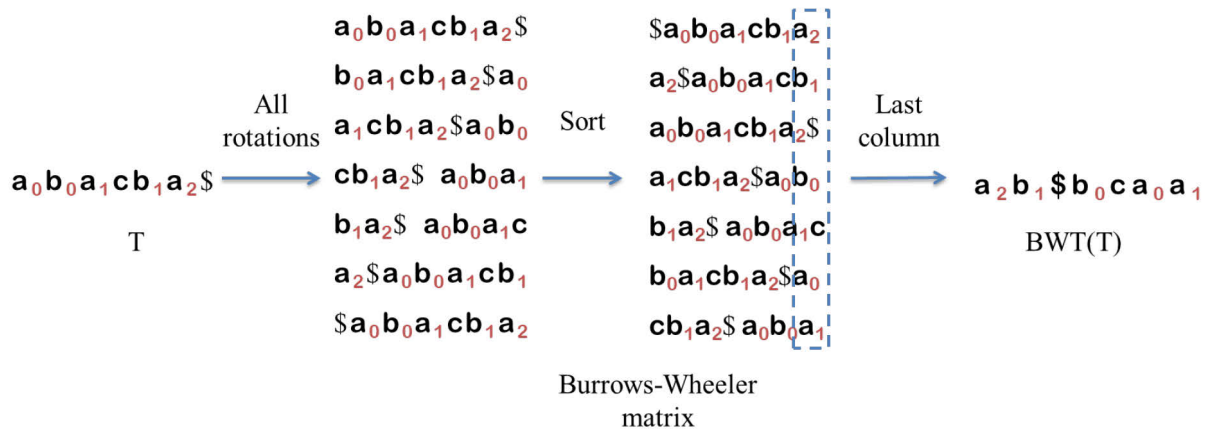 a₀b₀a₁cb₁a₂$
T
All
rotations
a₀b₀a₁cb₁a₂$
b₀a₁cb₁a₂$a₀
a₁cb₁a₂$a₀b₀
cb₁a₂$ a₀b₀a₁
b₁a₂$ a₀b₀a₁c
a₂$a₀b₀a₁cb₁
$a₀b₀a₁cb₁a₂
Sort
$a₀b₀a₁cb₁a₂
a₂$a₀b₀a₁cb₁
a₀b₀a₁cb₁a₂$
a₁cb₁a₂$a₀b₀
b₁a₂$ a₀b₀a₁c
b₀a₁cb₁a₂$a₀
cb₁a₂$ a₀b₀a₁
Burrows-Wheeler
matrix
Last
column
a₂b₁$b₀ca₀a₁
BWT(T)